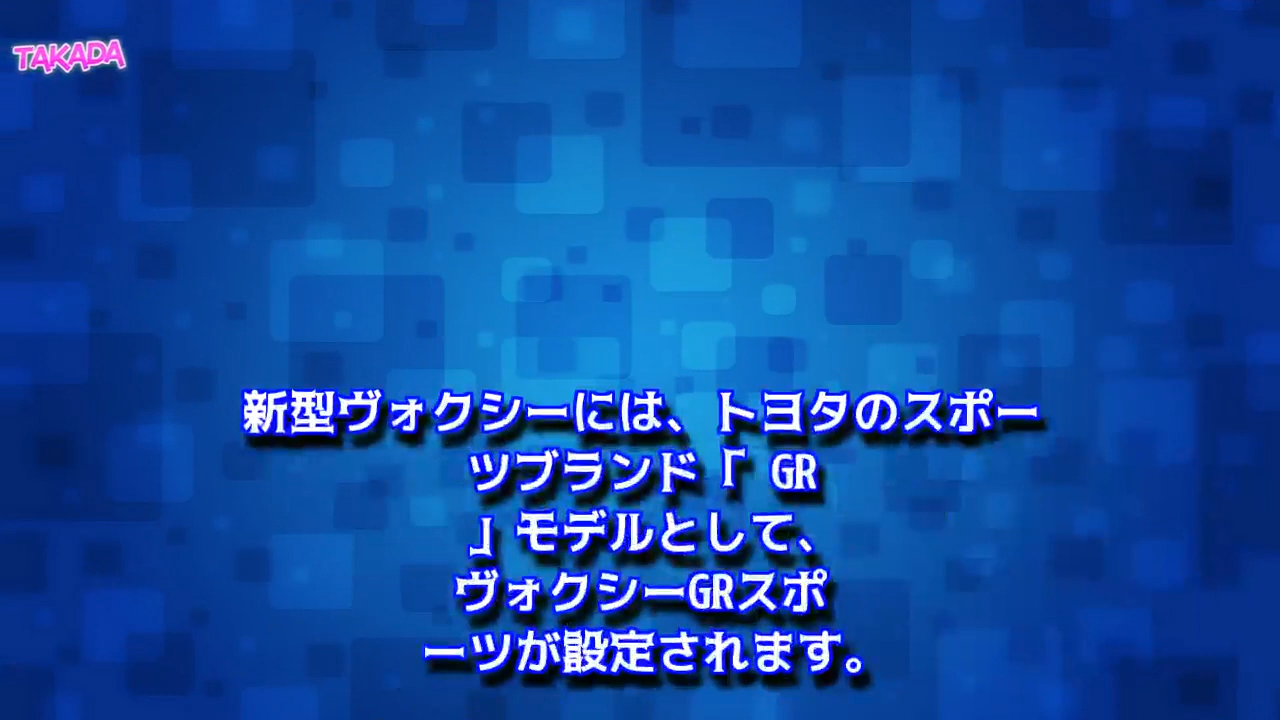 TAKADA
新型ヴォクシーには、トヨタのスポー
ツブランド「 GR
」モデルとして、
ヴォクシーGRスポ
ーツが設定されます。